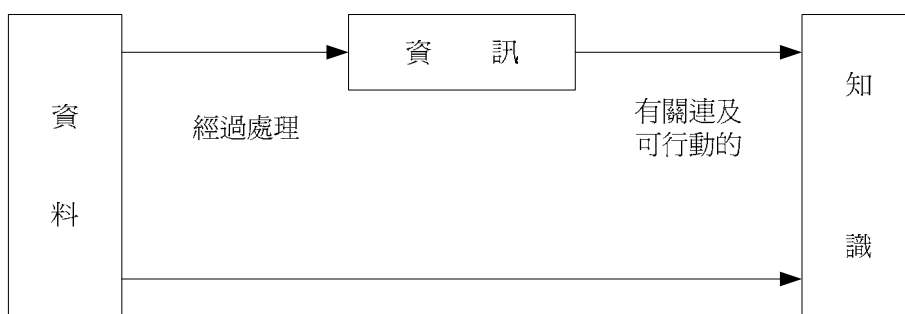 資料
經過處理
資訊
有關連及
可行動的
知識